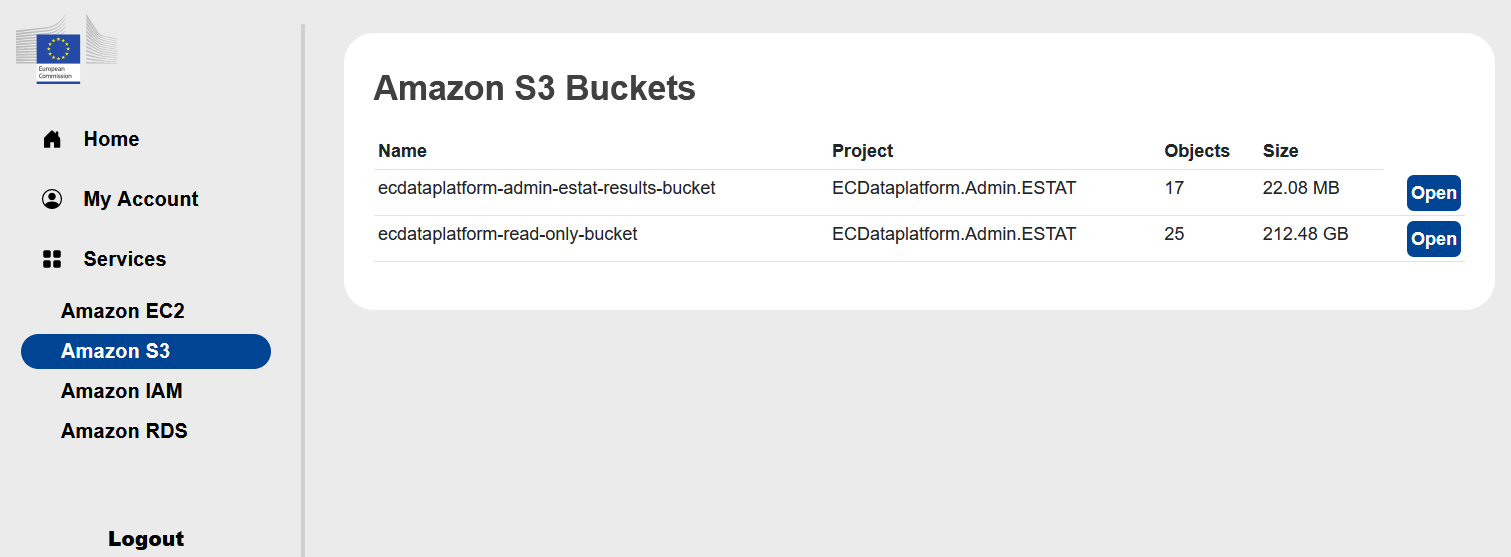 European
Commission
Home
My Account
Services
Amazon EC2
Amazon S3
Amazon IAM
Amazon RDS
Logout
Amazon S3 Buckets
Name Project Objects Size
ecdataplatform-admin-estat-results-bucket ECDataplatform.Admin.ESTAT 17 22.08 MB Open
ecdataplatform-read-only-bucket ECDataplatform.Admin.ESTAT 25 212.48 GB Open